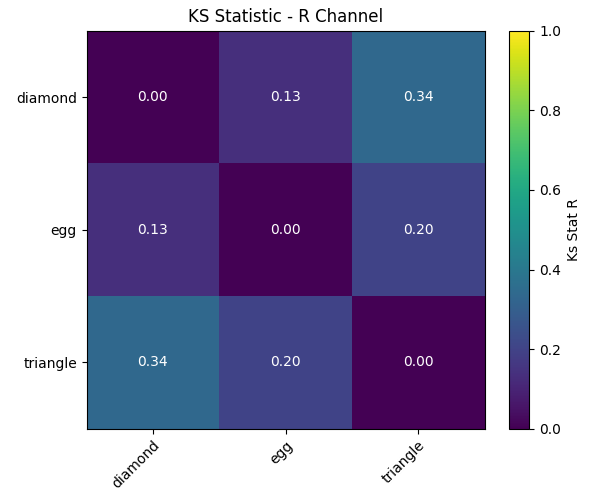 KS Statistic - R Channel
diamond 0.00 0.13 0.34
egg 0.13 0.00 0.20
triangle 0.34 0.20 0.00
diamond egg triangle
1.0
0.8
0.6
0.4
0.2
0.0
Ks Stat R